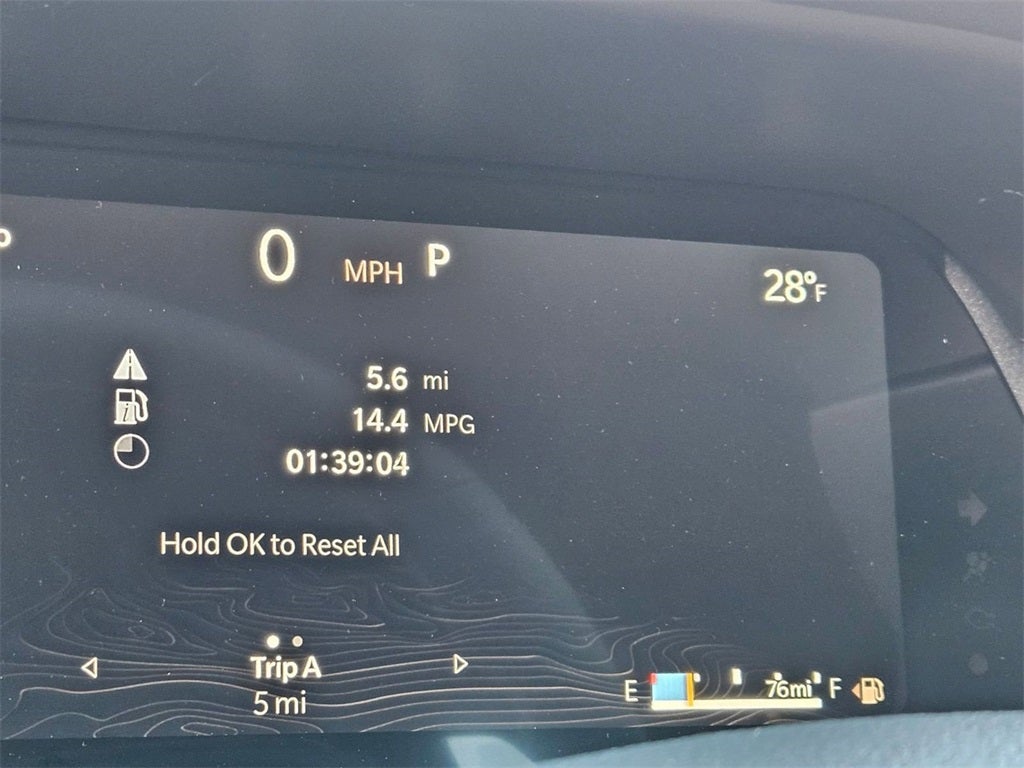 0 MPH P
28°F
5.6 mi
14.4 MPG
01:39:04
Hold OK to Reset All
Trip A
5 mi
E 76mi F